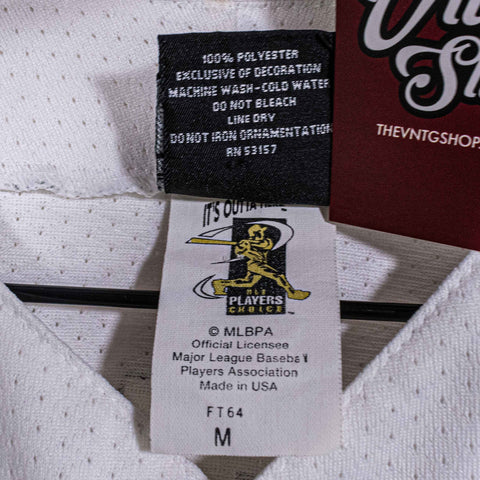 100% POLYESTER
EXCLUSIVE OF DECORATION
MACHINE WASH-COLD WATER
DO NOT BLEACH
LINE DRY
DO NOT IRON ORNAMENTATION
RN 53157
THEVNTGSHOP.
IT'S OUTTA HERE
MLB
PLAYERS
CHOICE
™
© MLBPA
Official Licensee
Major League Baseball
Players Association
Made in USA
FT64
M